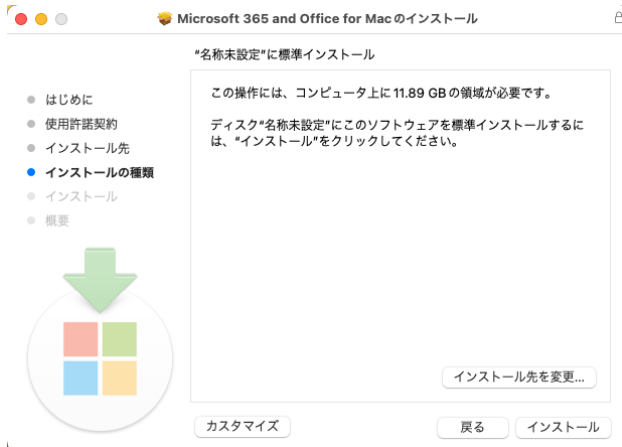 Microsoft 365 and Office for Macのインストール
"名称未設定"に標準インストール
はじめに
使用許諾契約
インストール先
インストールの種類
インストール
概要
この操作には、コンピュータ上に11.89 GBの領域が必要です。
ディスク"名称未設定"にこのソフトウェアを標準インストールするに
は、"インストール"をクリックしてください。
インストール先を変更...
カスタマイズ
戻る
インストール